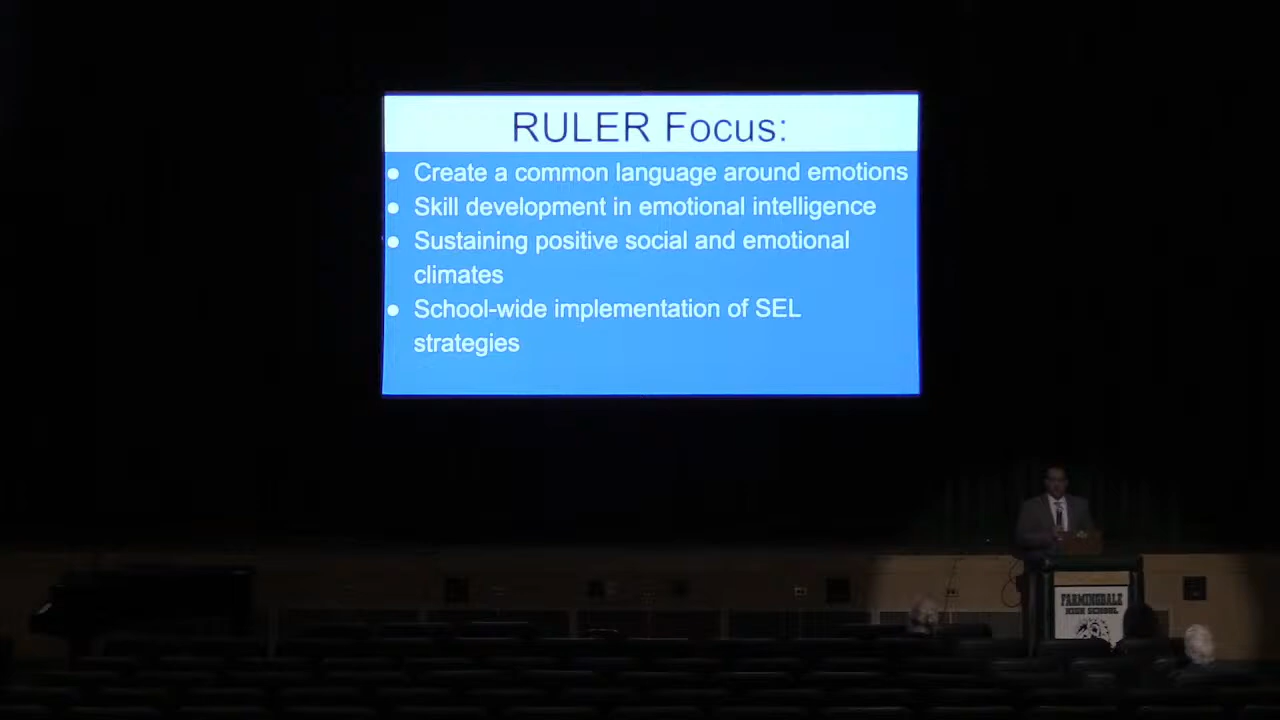 RULER Focus:
● Create a common language around emotions
● Skill development in emotional intelligence
● Sustaining positive social and emotional
climates
● School-wide implementation of SEL
strategies
FARMINGDALE
HIGH SCHOOL